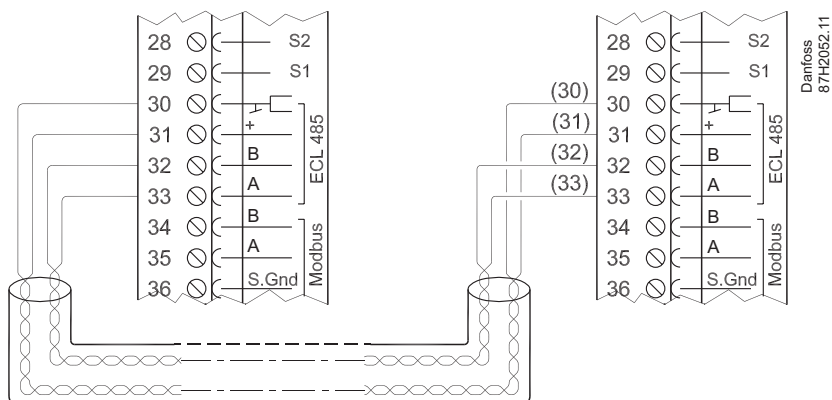 28 S2
29 S1
30
31 +
32 B
33 A
ECL 485
34 B
35 A
36 S.Gnd
Modbus
28 S2
29 S1
(30) 30
(31) 31 +
(32) 32 B
(33) 33 A
ECL 485
34 B
35 A
36 S.Gnd
Modbus
Danfoss
87H2052.11